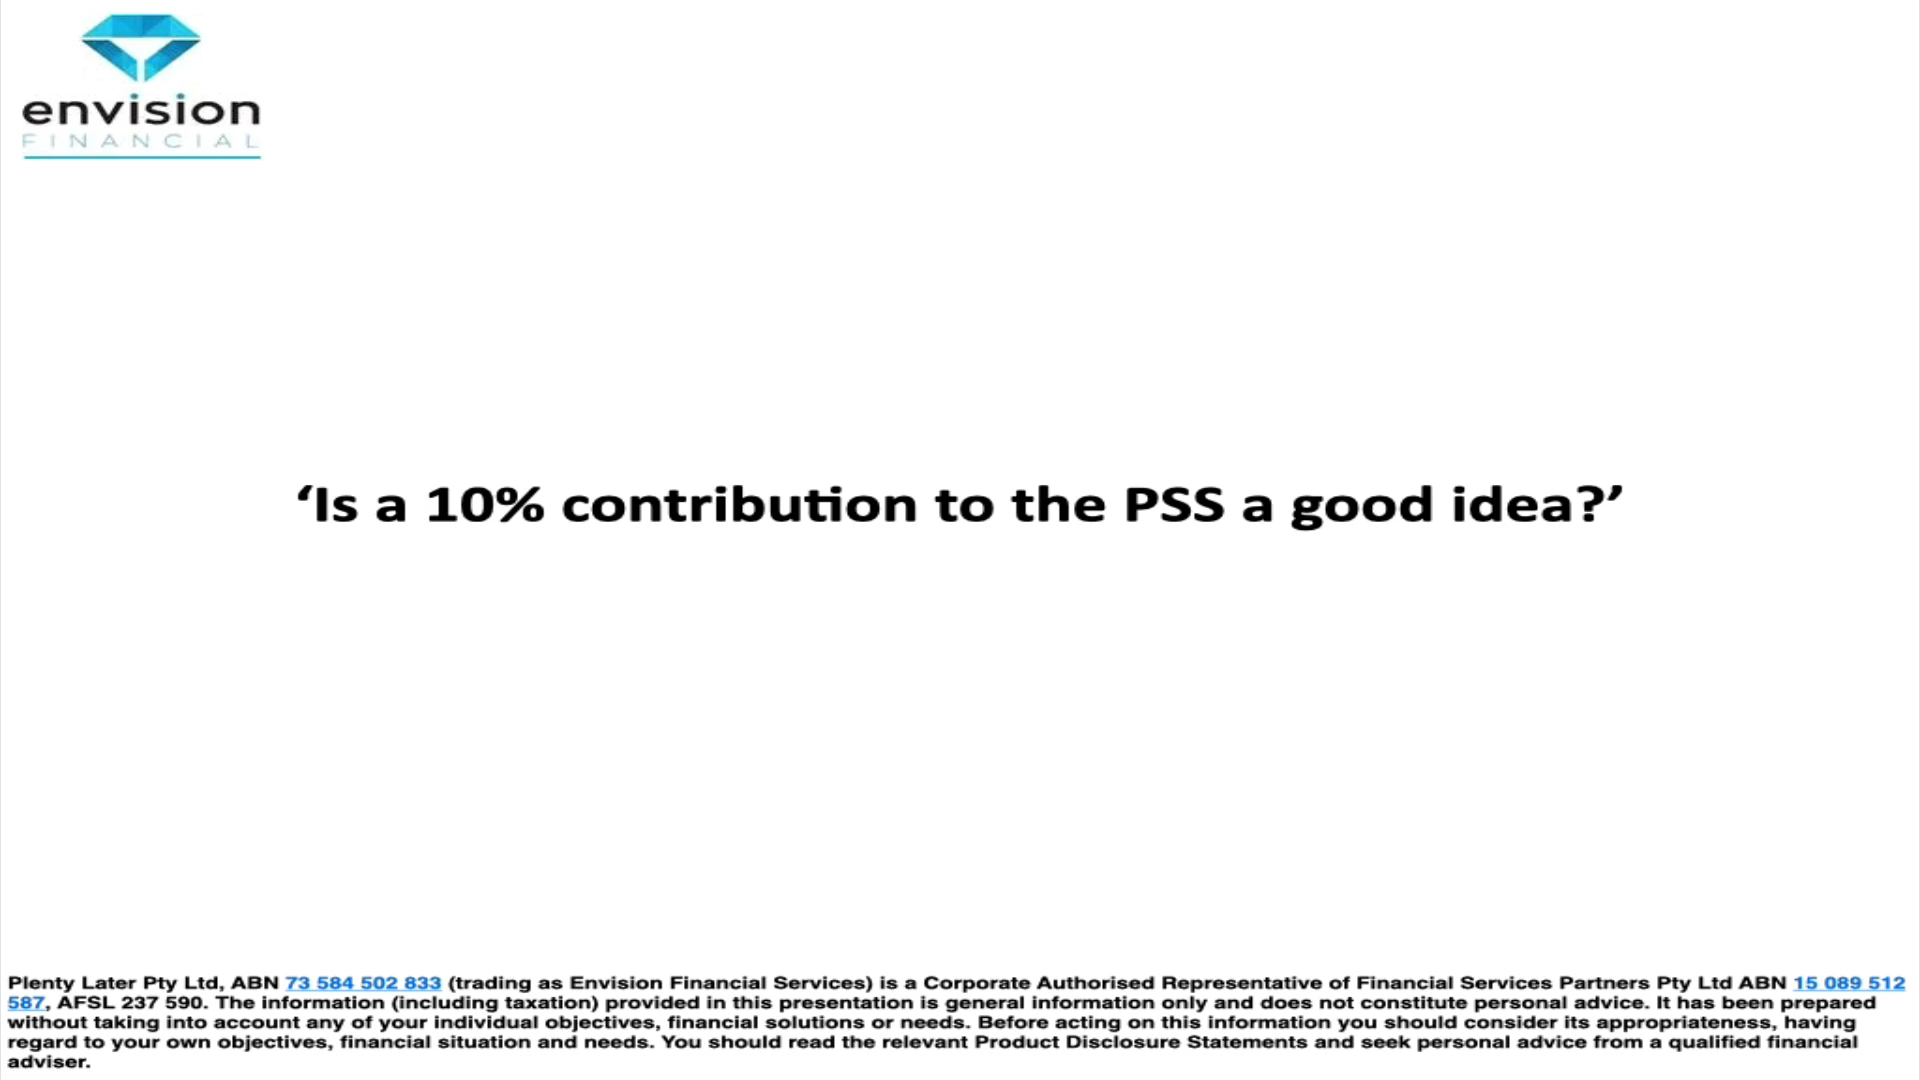 envision
FINANCIAL
‘Is a 10% contribution to the PSS a good idea?’
Plenty Later Pty Ltd, ABN 73 584 502 833 (trading as Envision Financial Services) is a Corporate Authorised Representative of Financial Services Partners Pty Ltd ABN 15 089 512
587, AFSL 237 590. The information (including taxation) provided in this presentation is general information only and does not constitute personal advice. It has been prepared
without taking into account any of your individual objectives, financial solutions or needs. Before acting on this information you should consider its appropriateness, having
regard to your own objectives, financial situation and needs. You should read the relevant Product Disclosure Statements and seek personal advice from a qualified financial
adviser.